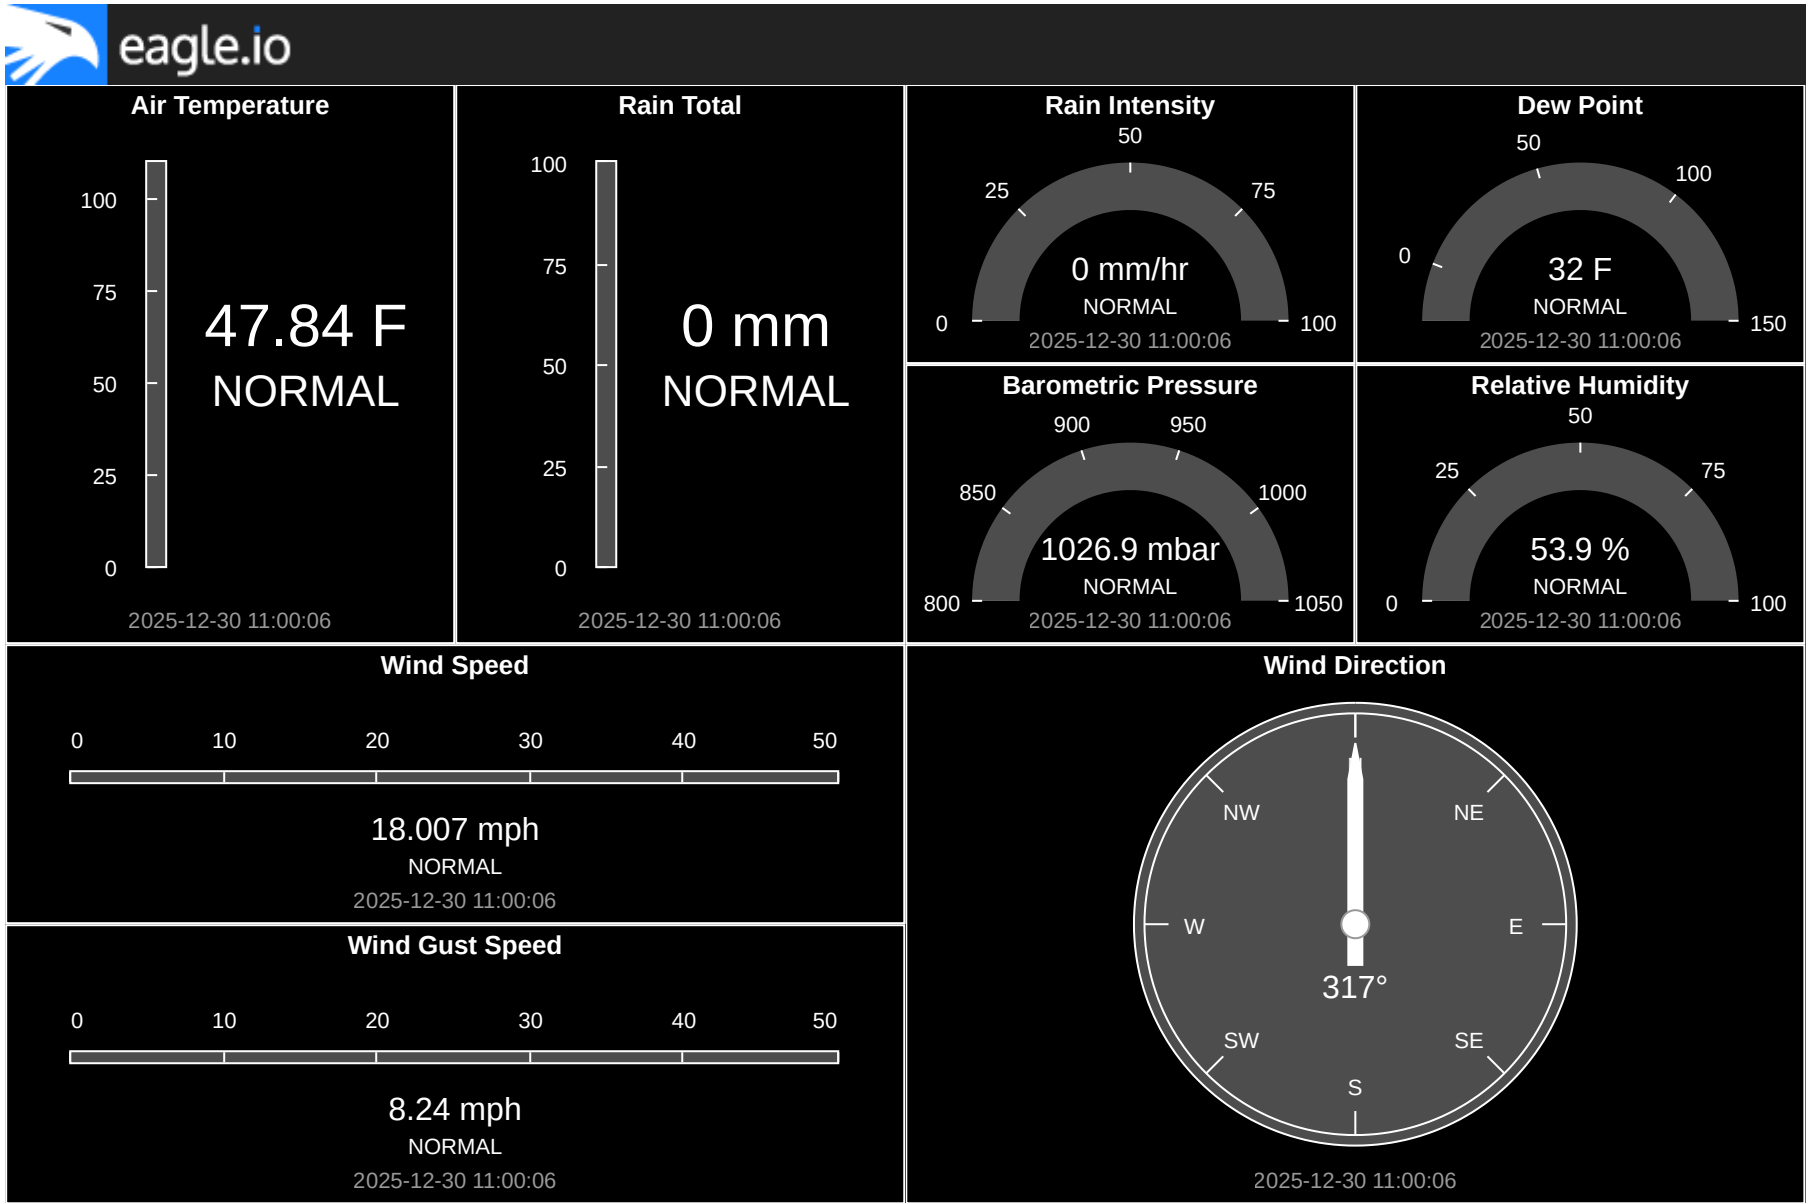 eagle.io
Air Temperature
100
75
50
25
0
47.84 F
NORMAL
2025-12-30 11:00:06
Rain Total
100
75
50
25
0
0 mm
NORMAL
2025-12-30 11:00:06
Rain Intensity
0
25
50
75
100
0 mm/hr
NORMAL
2025-12-30 11:00:06
Dew Point
0
50
100
150
32 F
NORMAL
2025-12-30 11:00:06
Barometric Pressure
800
850
900
950
1000
1050
1026.9 mbar
NORMAL
2025-12-30 11:00:06
Relative Humidity
0
25
50
75
100
53.9 %
NORMAL
2025-12-30 11:00:06
Wind Speed
0 10 20 30 40 50
18.007 mph
NORMAL
2025-12-30 11:00:06
Wind Gust Speed
0 10 20 30 40 50
8.24 mph
NORMAL
2025-12-30 11:00:06
Wind Direction
NW NE
W E
317°
SW SE
S
2025-12-30 11:00:06